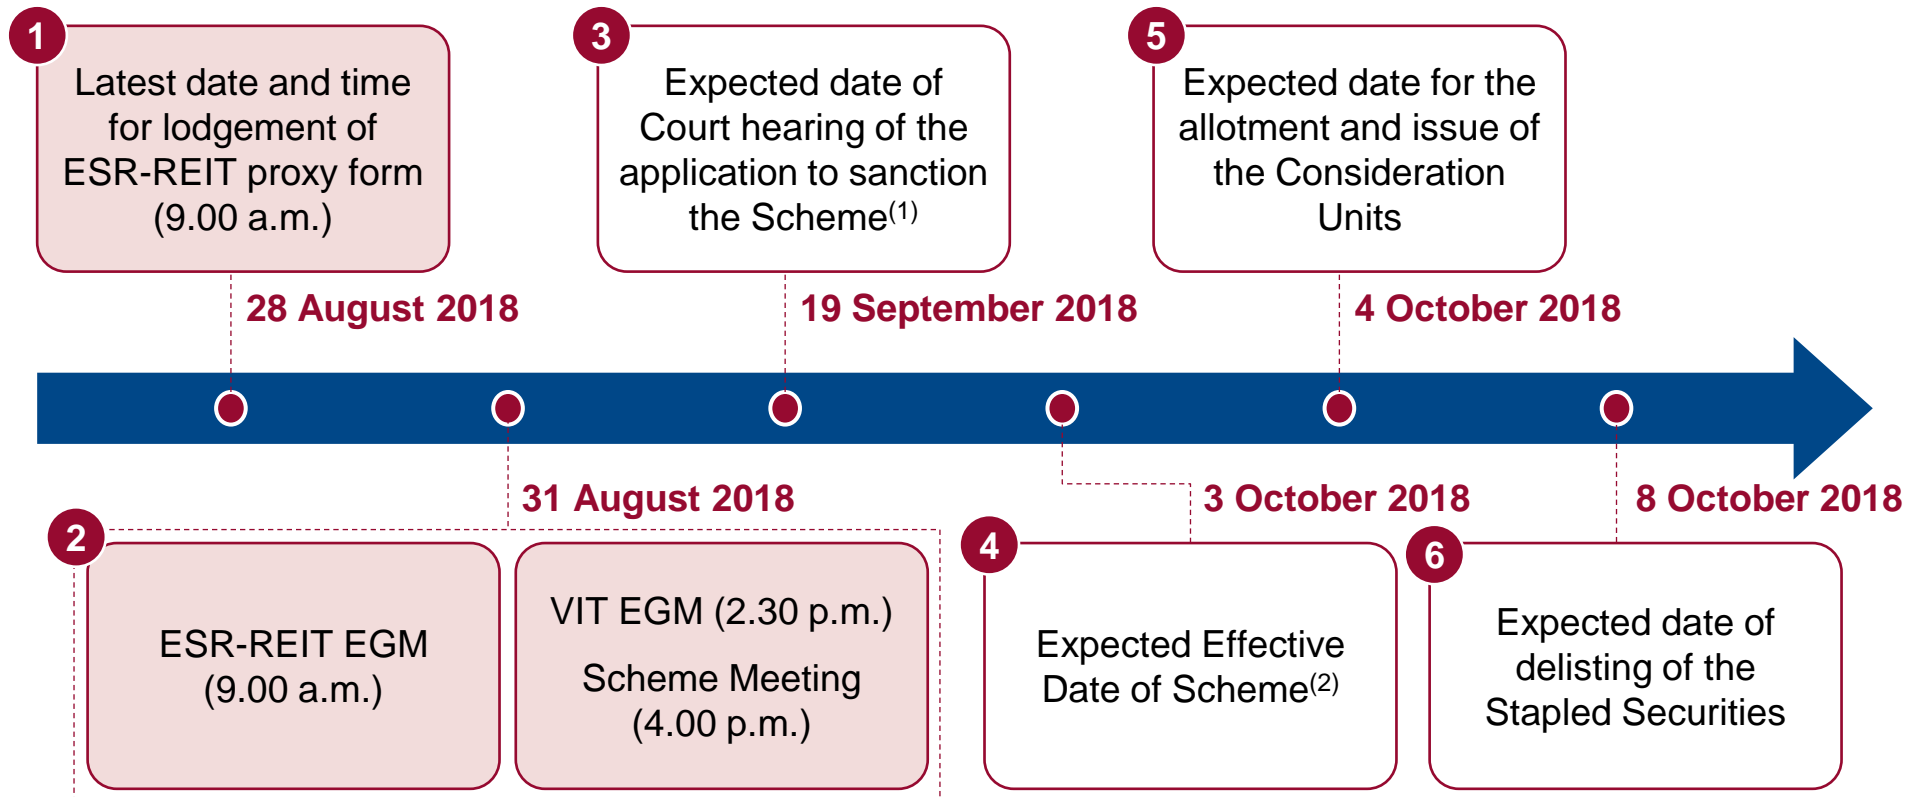 1
Latest date and time
for lodgement of
ESR-REIT proxy form
(9.00 a.m.)
28 August 2018
3
Expected date of
Court hearing of the
application to sanction
the Scheme(1)
19 September 2018
5
Expected date for the
allotment and issue of
the Consideration
Units
4 October 2018
31 August 2018
2
ESR-REIT EGM
(9.00 a.m.)
VIT EGM (2.30 p.m.)
Scheme Meeting
(4.00 p.m.)
3 October 2018
4
Expected Effective
Date of Scheme(2)
8 October 2018
6
Expected date of
delisting of the
Stapled Securities